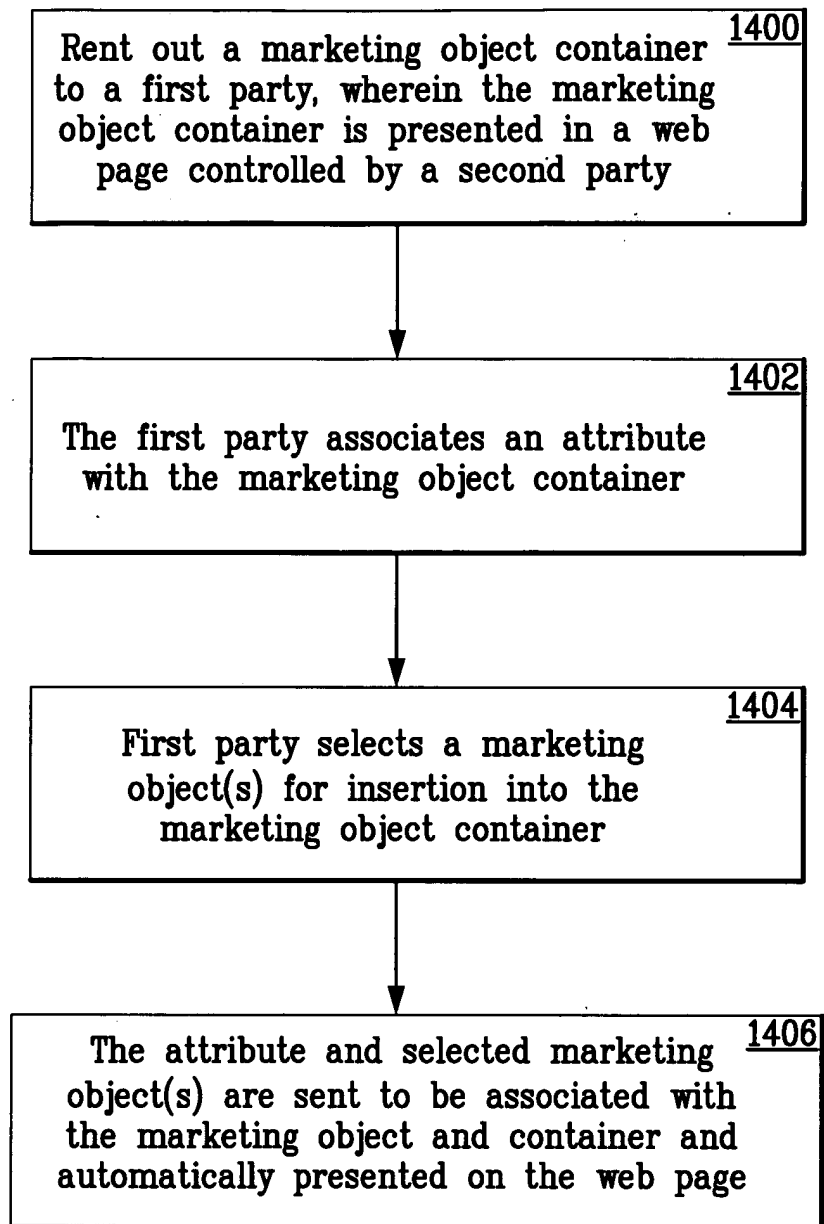 1400
Rent out a marketing object container
to a first party, wherein the marketing
object container is presented in a web
page controlled by a second party
1402
The first party associates an attribute
with the marketing object container
1404
First party selects a marketing
object(s) for insertion into the
marketing object container
1406
The attribute and selected marketing
object(s) are sent to be associated with
the marketing object and container and
automatically presented on the web page